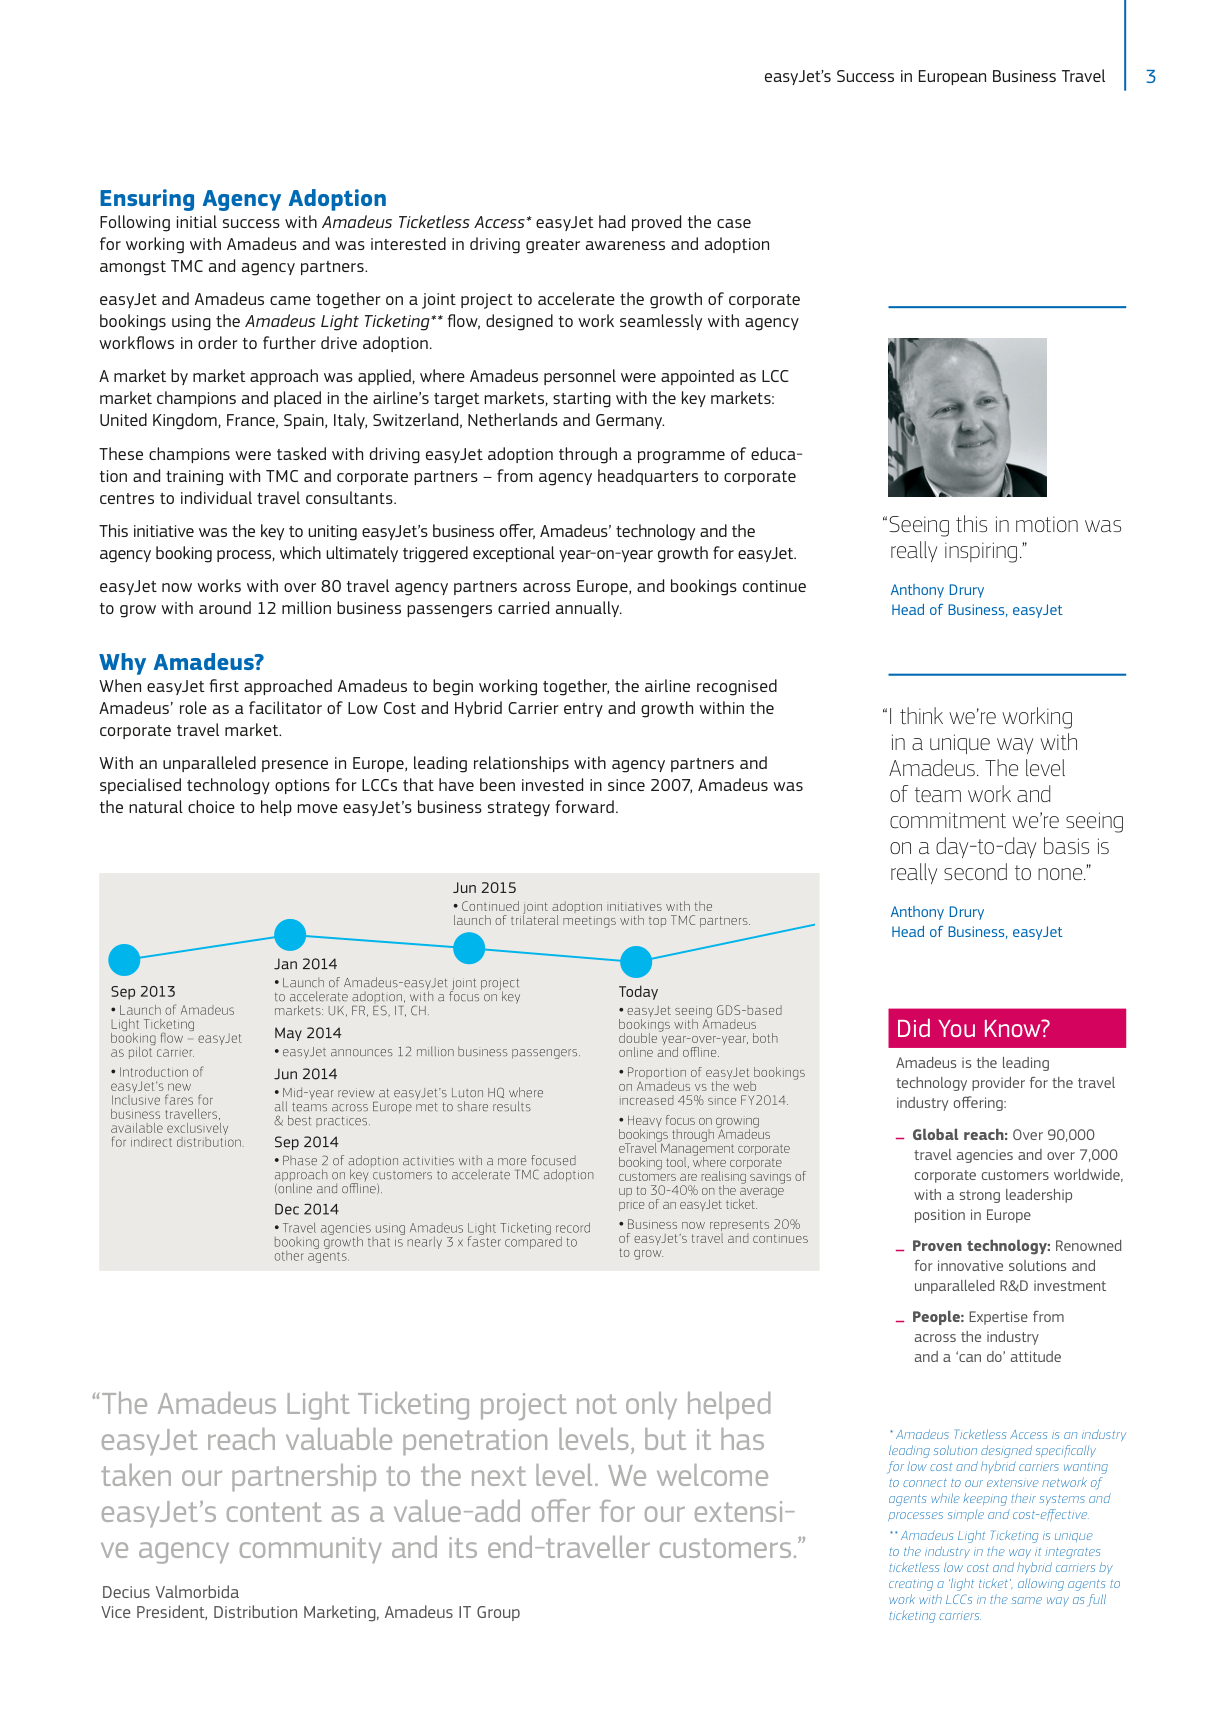 easyJet’s Success in European Business Travel
3
Ensuring Agency Adoption
Following initial success with Amadeus Ticketless Access* easyJet had proved the case
for working with Amadeus and was interested in driving greater awareness and adoption
amongst TMC and agency partners.
easyJet and Amadeus came together on a joint project to accelerate the growth of corporate
bookings using the Amadeus Light Ticketing** flow, designed to work seamlessly with agency
workflows in order to further drive adoption.
A market by market approach was applied, where Amadeus personnel were appointed as LCC
market champions and placed in the airline’s target markets, starting with the key markets:
United Kingdom, France, Spain, Italy, Switzerland, Netherlands and Germany.
These champions were tasked with driving easyJet adoption through a programme of educa-
tion and training with TMC and corporate partners – from agency headquarters to corporate
centres to individual travel consultants.
This initiative was the key to uniting easyJet’s business offer, Amadeus’ technology and the
agency booking process, which ultimately triggered exceptional year-on-year growth for easyJet.
easyJet now works with over 80 travel agency partners across Europe, and bookings continue
to grow with around 12 million business passengers carried annually.
Why Amadeus?
When easyJet first approached Amadeus to begin working together, the airline recognised
Amadeus’ role as a facilitator of Low Cost and Hybrid Carrier entry and growth within the
corporate travel market.
With an unparalleled presence in Europe, leading relationships with agency partners and
specialised technology options for LCCs that have been invested in since 2007, Amadeus was
the natural choice to help move easyJet’s business strategy forward.
Sep 2013
• Launch of Amadeus
Light Ticketing
booking flow – easyJet
as pilot carrier.
• Introduction of
easyJet’s new
Inclusive fares for
business travellers,
available exclusively
for indirect distribution.
Jan 2014
• Launch of Amadeus-easyJet joint project
to accelerate adoption, with a focus on key
markets: UK, FR, ES, IT, CH.
May 2014
• easyJet announces 12 million business passengers.
Jun 2014
• Mid-year review at easyJet’s Luton HQ where
all teams across Europe met to share results
& best practices.
Sep 2014
• Phase 2 of adoption activities with a more focused
approach on key customers to accelerate TMC adoption
(online and offline).
Dec 2014
• Travel agencies using Amadeus Light Ticketing record
booking growth that is nearly 3 x faster compared to
other agents.
Jun 2015
• Continued joint adoption initiatives with the
launch of trilateral meetings with top TMC partners.
Today
• easyJet seeing GDS-based
bookings with Amadeus
double year-over-year, both
online and offline.
• Proportion of easyJet bookings
on Amadeus vs the web
increased 45% since FY2014.
• Heavy focus on growing
bookings through Amadeus
eTravel Management corporate
booking tool, where corporate
customers are realising savings of
up to 30-40% on the average
price of an easyJet ticket.
• Business now represents 20%
of easyJet’s travel and continues
to grow.
“The Amadeus Light Ticketing project not only helped
easyJet reach valuable penetration levels, but it has
taken our partnership to the next level. We welcome
easyJet’s content as a value-add offer for our extensi-
ve agency community and its end-traveller customers.”
Decius Valmorbida
Vice President, Distribution Marketing, Amadeus IT Group
“Seeing this in motion was
really inspiring.”
Anthony Drury
Head of Business, easyJet
“I think we’re working
in a unique way with
Amadeus. The level
of team work and
commitment we’re seeing
on a day-to-day basis is
really second to none.”
Anthony Drury
Head of Business, easyJet
Did You Know?
Amadeus is the leading
technology provider for the travel
industry offering:
– Global reach: Over 90,000
travel agencies and over 7,000
corporate customers worldwide,
with a strong leadership
position in Europe
– Proven technology: Renowned
for innovative solutions and
unparalleled R&D investment
– People: Expertise from
across the industry
and a ‘can do’ attitude
* Amadeus Ticketless Access is an industry
leading solution designed specifically
for low cost and hybrid carriers wanting
to connect to our extensive network of
agents while keeping their systems and
processes simple and cost-effective.
** Amadeus Light Ticketing is unique
to the industry in the way it integrates
ticketless low cost and hybrid carriers by
creating a ‘light ticket’, allowing agents to
work with LCCs in the same way as full
ticketing carriers.